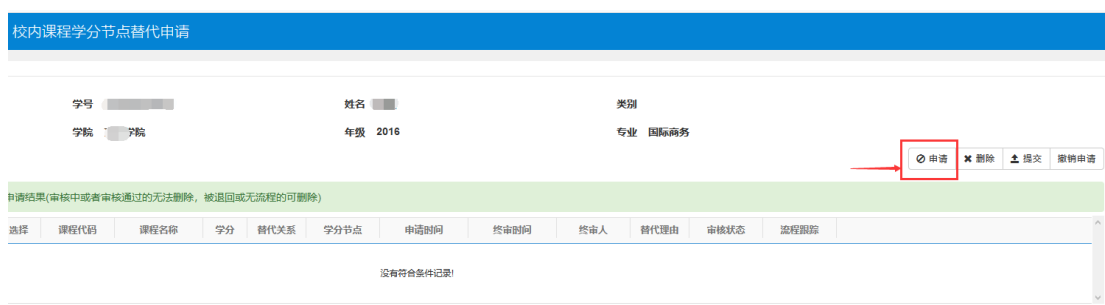 校内课程学分节点替代申请
学号 姓名 类别
学院 学院 年级 2016 专业 国际商务
申请 删除 提交 撤销申请
申请结果(审核中或者审核通过的无法删除，被退回或无流程的可删除)
选择 课程代码 课程名称 学分 替代关系 学分节点 申请时间 终审时间 终审人 替代理由 审核状态 流程跟踪
没有符合条件记录!